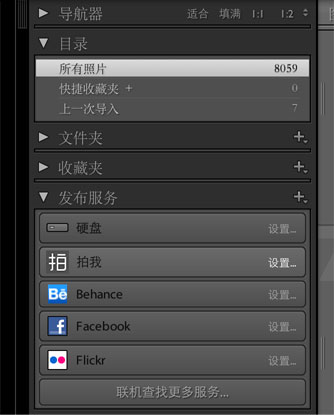 导航器 适合 填满 1:1 1:2
目录
所有照片 8059
快捷收藏夹 + 0
上一次导入 7
文件夹
收藏夹
发布服务
硬盘 设置...
拍 拍我 设置...
Bē Behance 设置...
f Facebook 设置...
Flickr 设置...
联机查找更多服务...